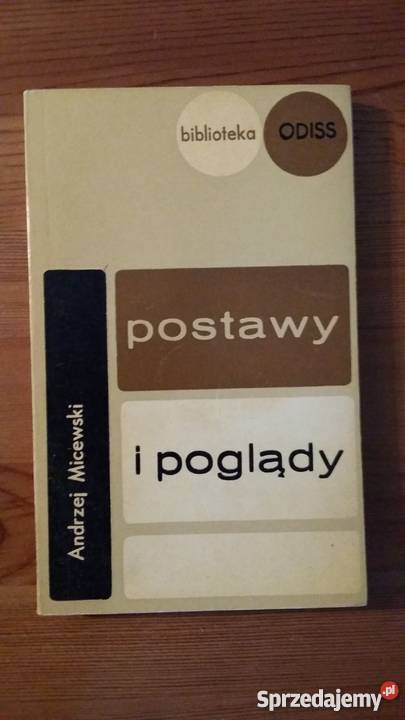 biblioteka ODISS
postawy
i poglądy
Andrzej Micewski
Sprzedajemy.pl